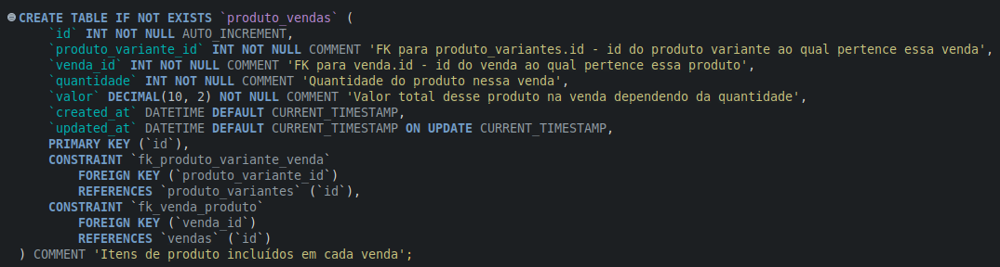 CREATE TABLE IF NOT EXISTS `produto_vendas` (
`id` INT NOT NULL AUTO_INCREMENT,
`produto_variante_id` INT NOT NULL COMMENT 'FK para produto_variantes.id - id do produto variante ao qual pertence essa venda',
`venda_id` INT NOT NULL COMMENT 'FK para venda.id - id do venda ao qual pertence essa produto',
`quantidade` INT NOT NULL COMMENT 'Quantidade do produto nessa venda',
`valor` DECIMAL(10, 2) NOT NULL COMMENT 'Valor total desse produto na venda dependendo da quantidade',
`created_at` DATETIME DEFAULT CURRENT_TIMESTAMP,
`updated_at` DATETIME DEFAULT CURRENT_TIMESTAMP ON UPDATE CURRENT_TIMESTAMP,
PRIMARY KEY (`id`),
CONSTRAINT `fk_produto_variante_venda`
FOREIGN KEY (`produto_variante_id`)
REFERENCES `produto_variantes` (`id`),
CONSTRAINT `fk_venda_produto`
FOREIGN KEY (`venda_id`)
REFERENCES `vendas` (`id`)
) COMMENT 'Itens de produto incluídos em cada venda';